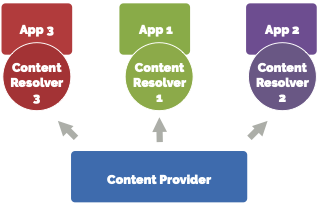 App 3
Content
Resolver
3
App 1
Content
Resolver
1
App 2
Content
Resolver
2
Content Provider